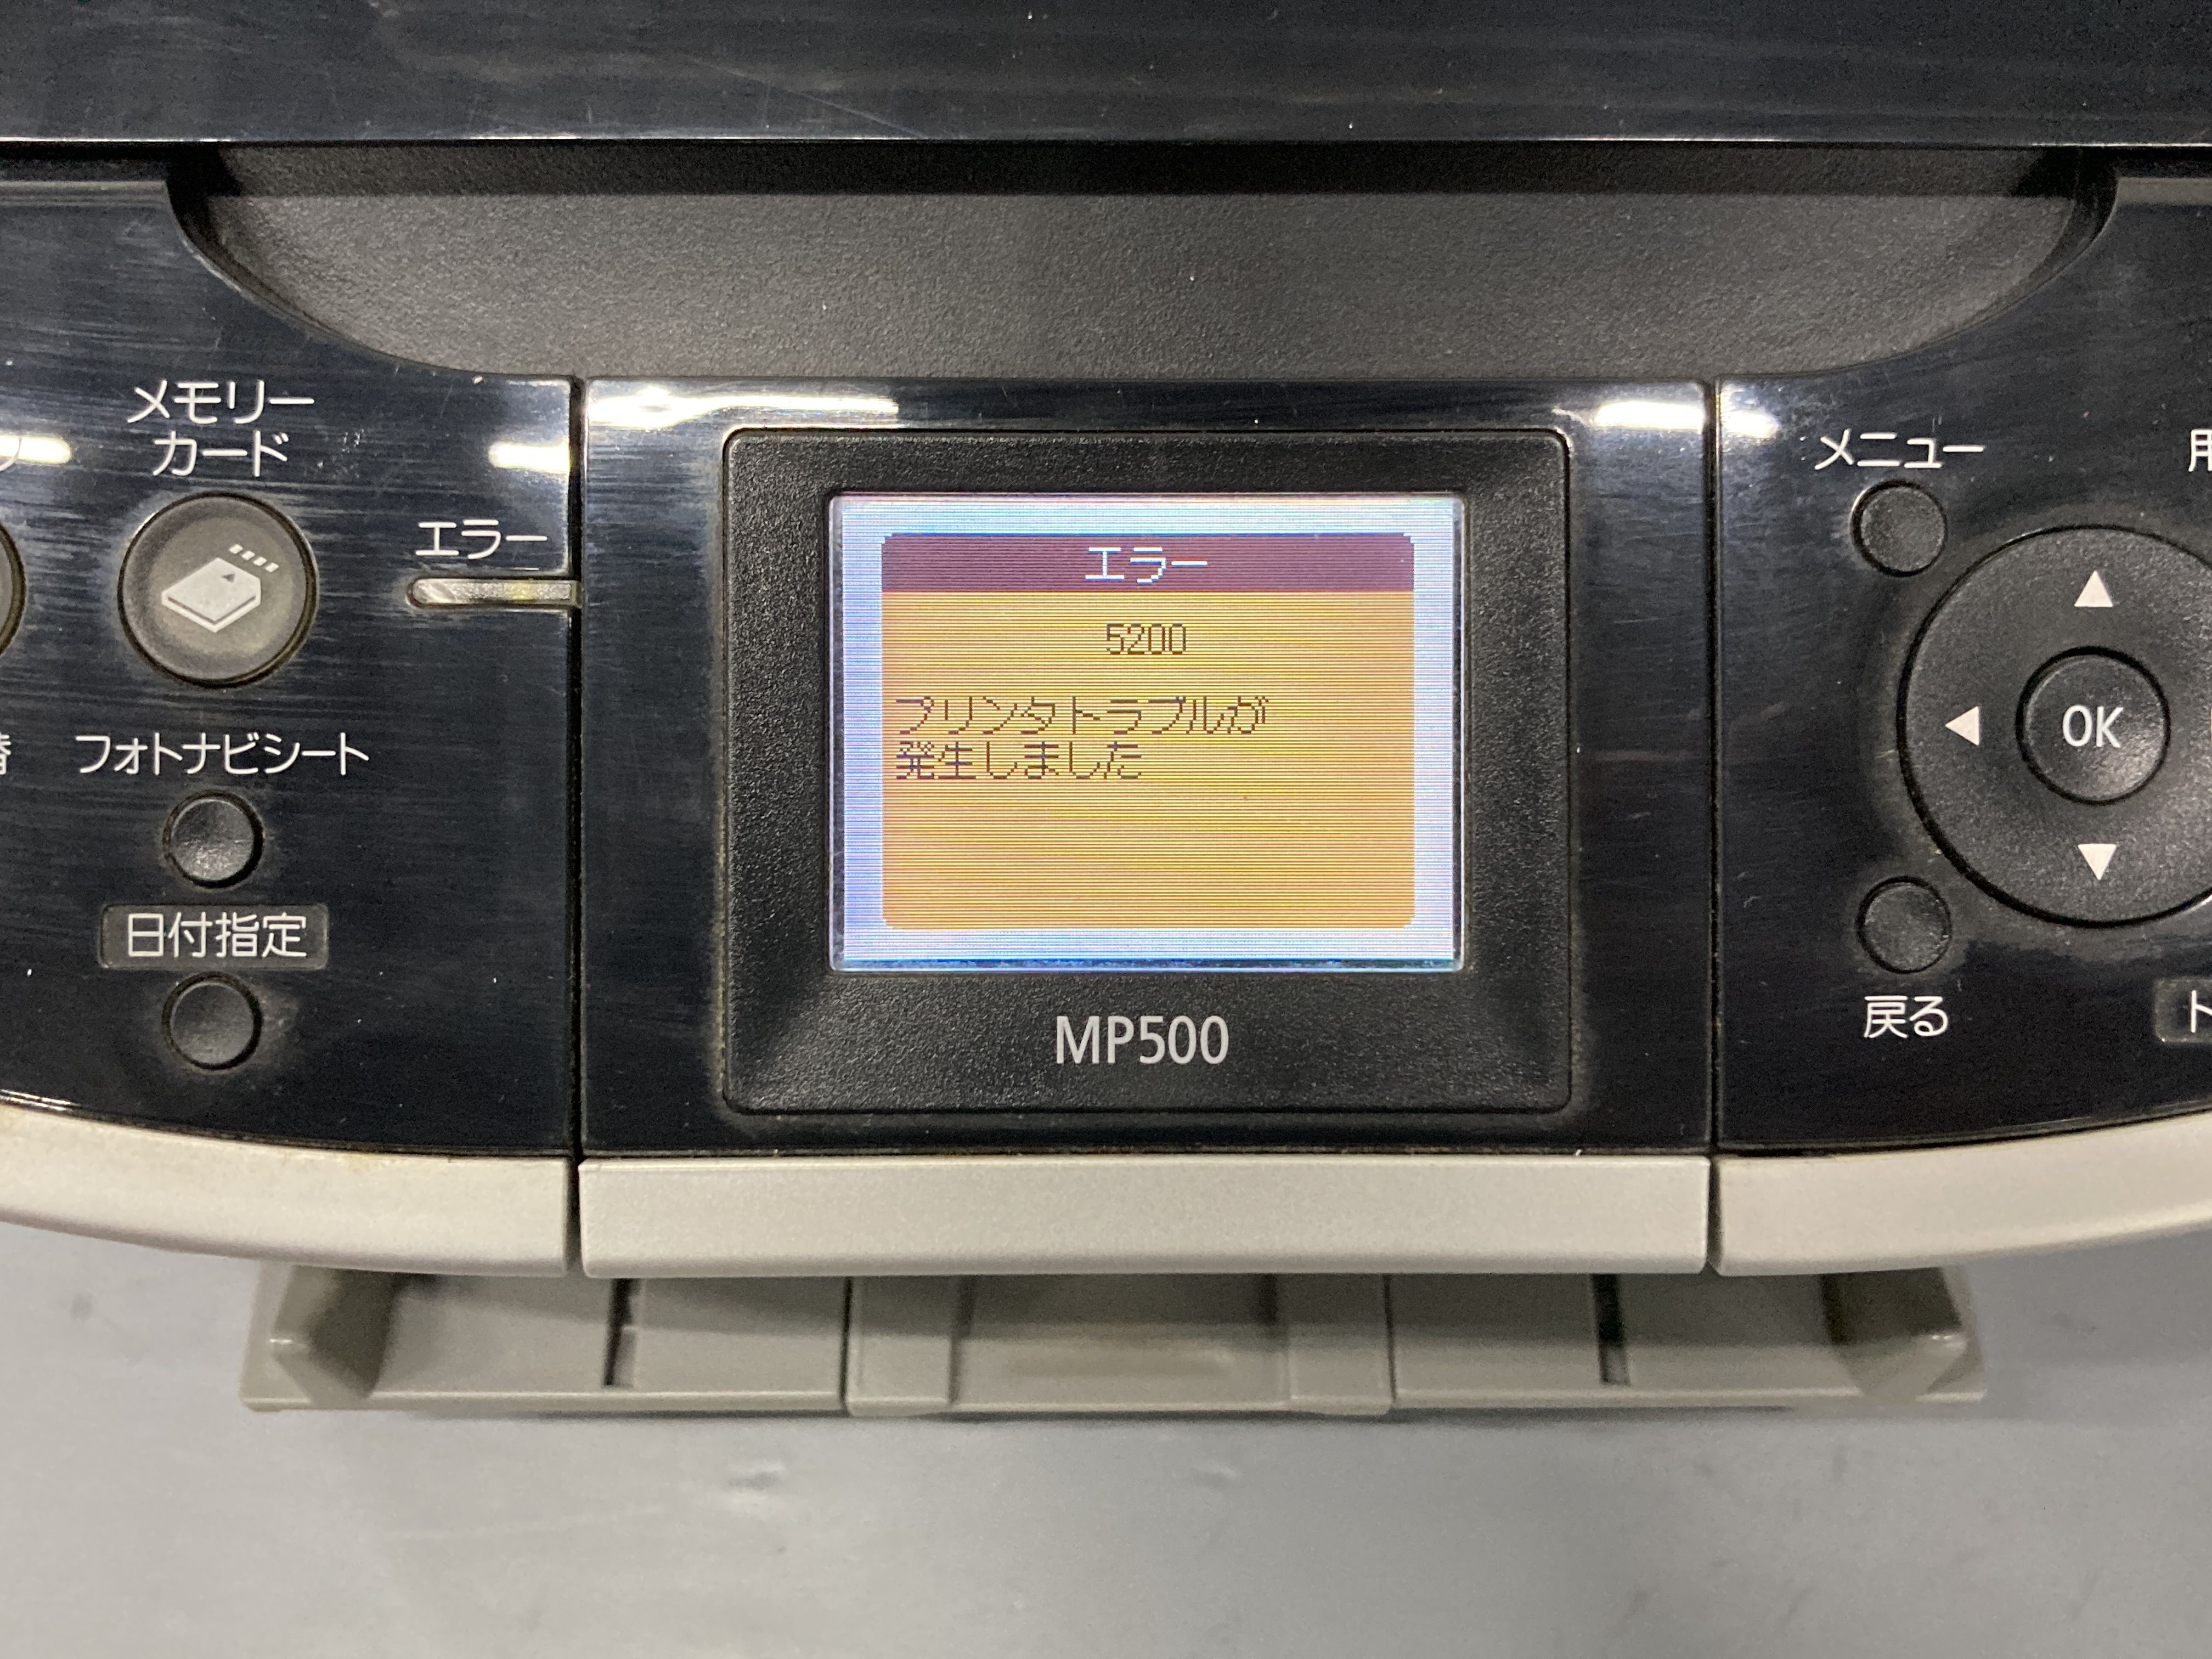 メモリー
カード
エラー
フォトナビシート
日付指定
エラー
5200
プリンタトラブルが
発生しました
MP500
メニュー
OK
戻る